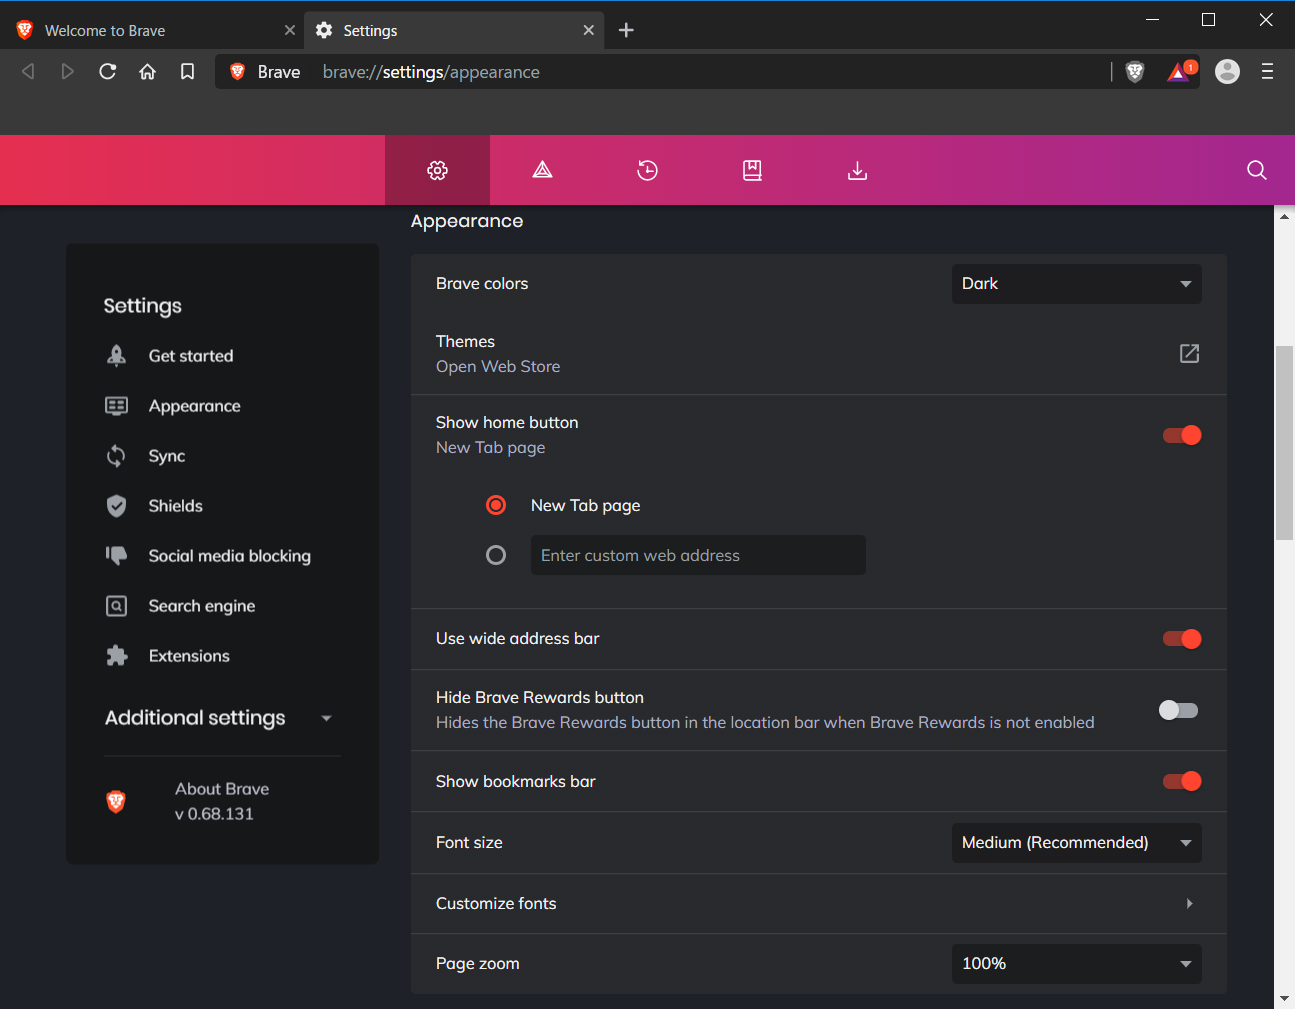 Welcome to Brave
Settings
Brave brave://settings/appearance
1
Appearance
Settings
Get started
Appearance
Sync
Shields
Social media blocking
Search engine
Extensions
Additional settings
About Brave
v 0.68.131
Brave colors
Dark
Themes
Open Web Store
Show home button
New Tab page
New Tab page
Enter custom web address
Use wide address bar
Hide Brave Rewards button
Hides the Brave Rewards button in the location bar when Brave Rewards is not enabled
Show bookmarks bar
Font size
Medium (Recommended)
Customize fonts
Page zoom
100%